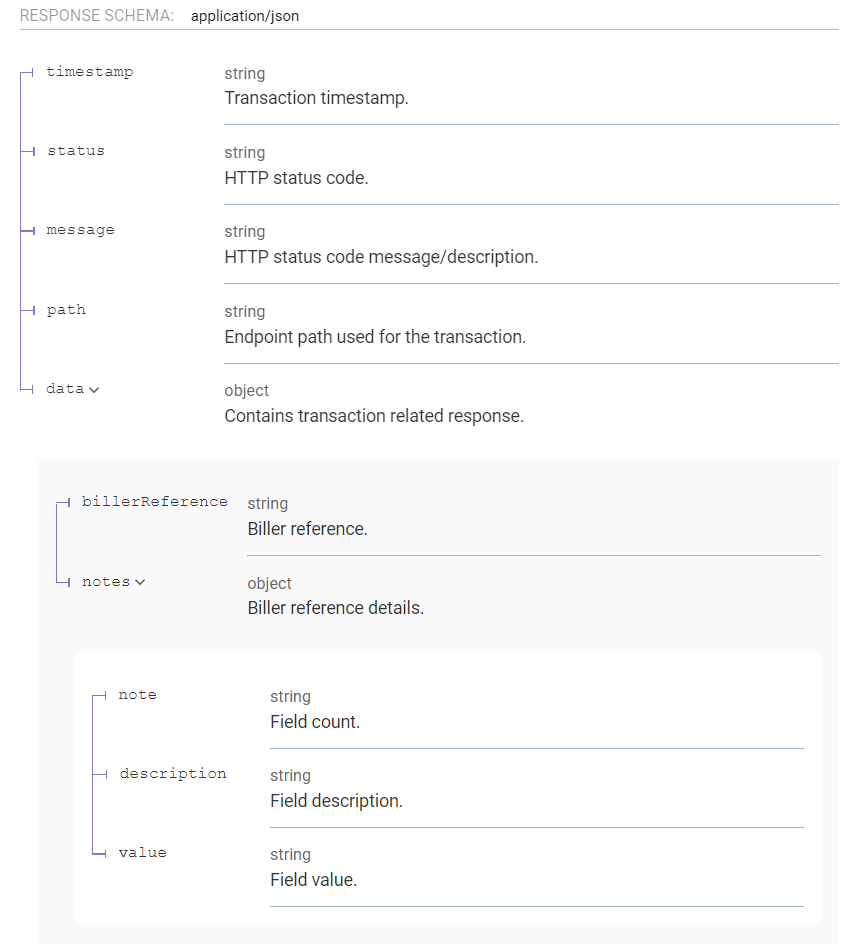 RESPONSE SCHEMA: application/json
timestamp string
Transaction timestamp.
status string
HTTP status code.
message string
HTTP status code message/description.
path string
Endpoint path used for the transaction.
data object
Contains transaction related response.
billerReference string
Biller reference.
notes object
Biller reference details.
note string
Field count.
description string
Field description.
value string
Field value.